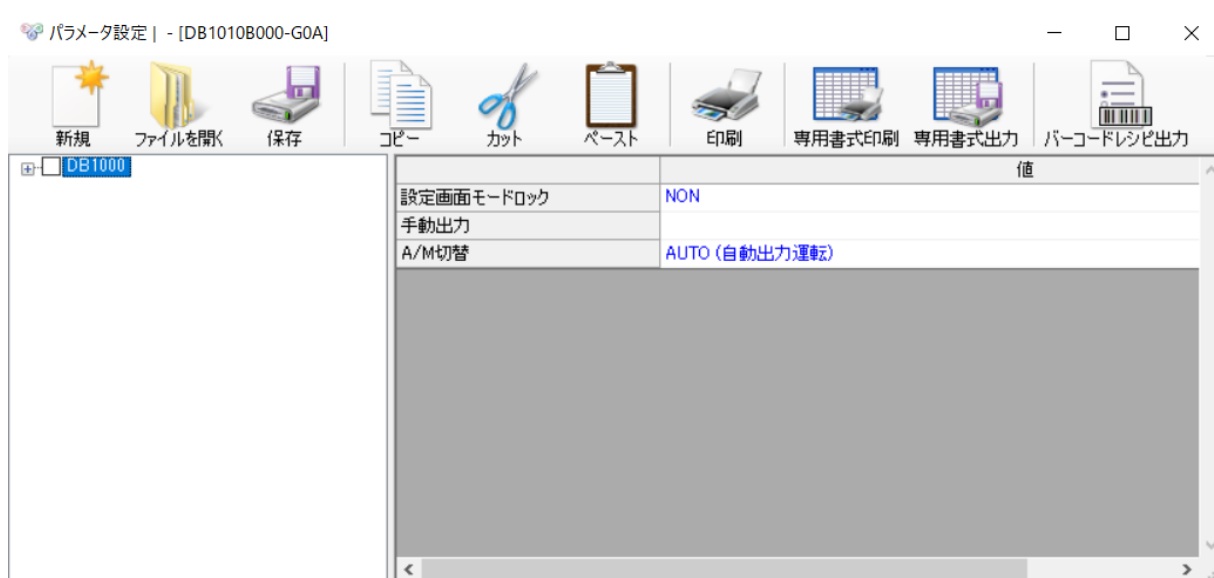 パラメータ設定 | - [DB1010B000-G0A]
新規 ファイルを開く 保存 コピー カット ペースト 印刷 専用書式印刷 専用書式出力 バーコードレシピ出力
DB1000
値
設定画面モードロック NON
手動出力
A/M切替 AUTO (自動出力運転)